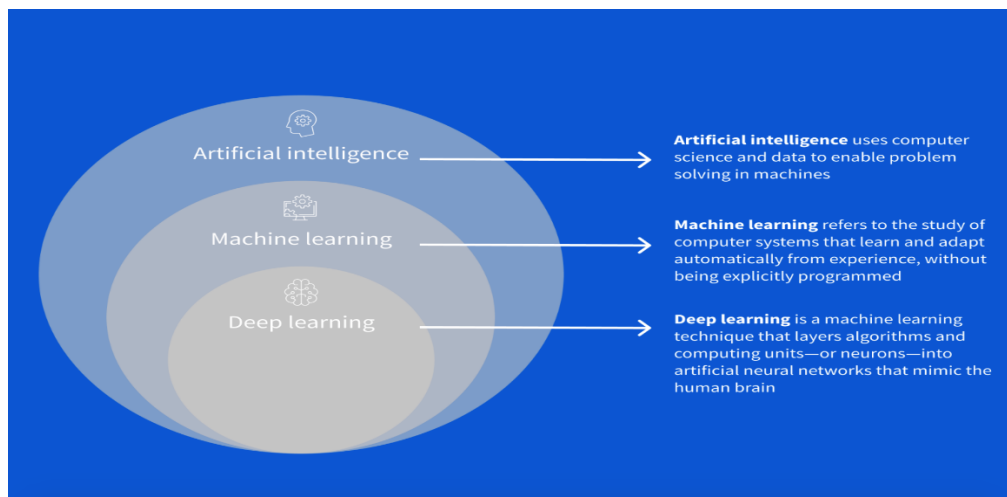 Artificial intelligence
Machine learning
Deep learning
Artificial intelligence uses computer
science and data to enable problem
solving in machines
Machine learning refers to the study of
computer systems that learn and adapt
automatically from experience, without
being explicitly programmed
Deep learning is a machine learning
technique that layers algorithms and
computing units—or neurons—into
artificial neural networks that mimic the
human brain